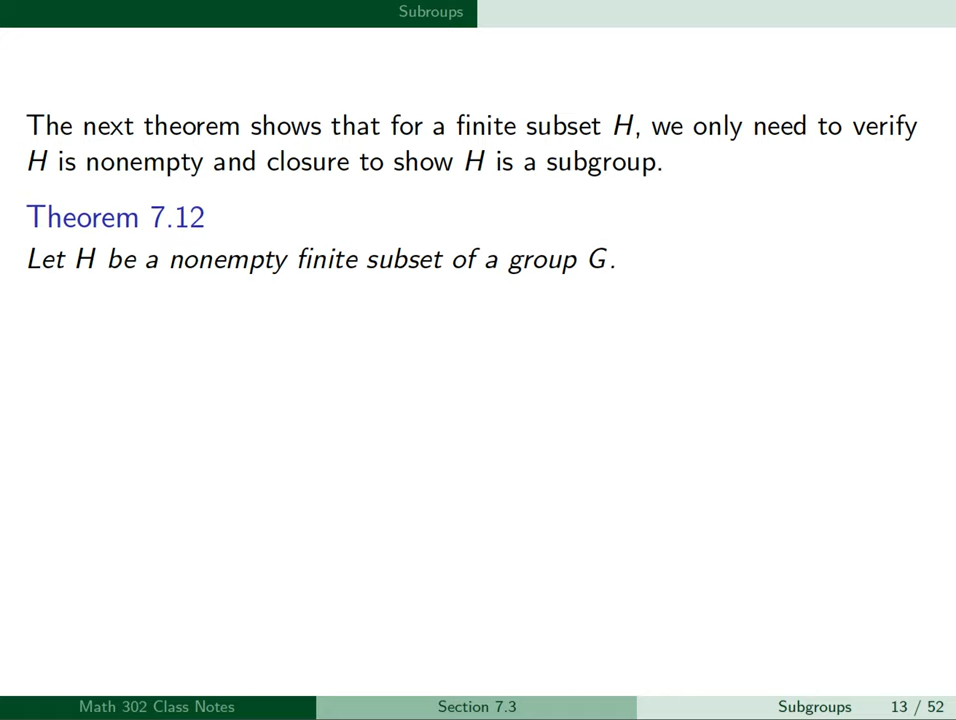 Subroups
The next theorem shows that for a finite subset H, we only need to verify
H is nonempty and closure to show H is a subgroup.
Theorem 7.12
Let H be a nonempty finite subset of a group G.
Math 302 Class Notes
Section 7.3
Subgroups 13 / 52